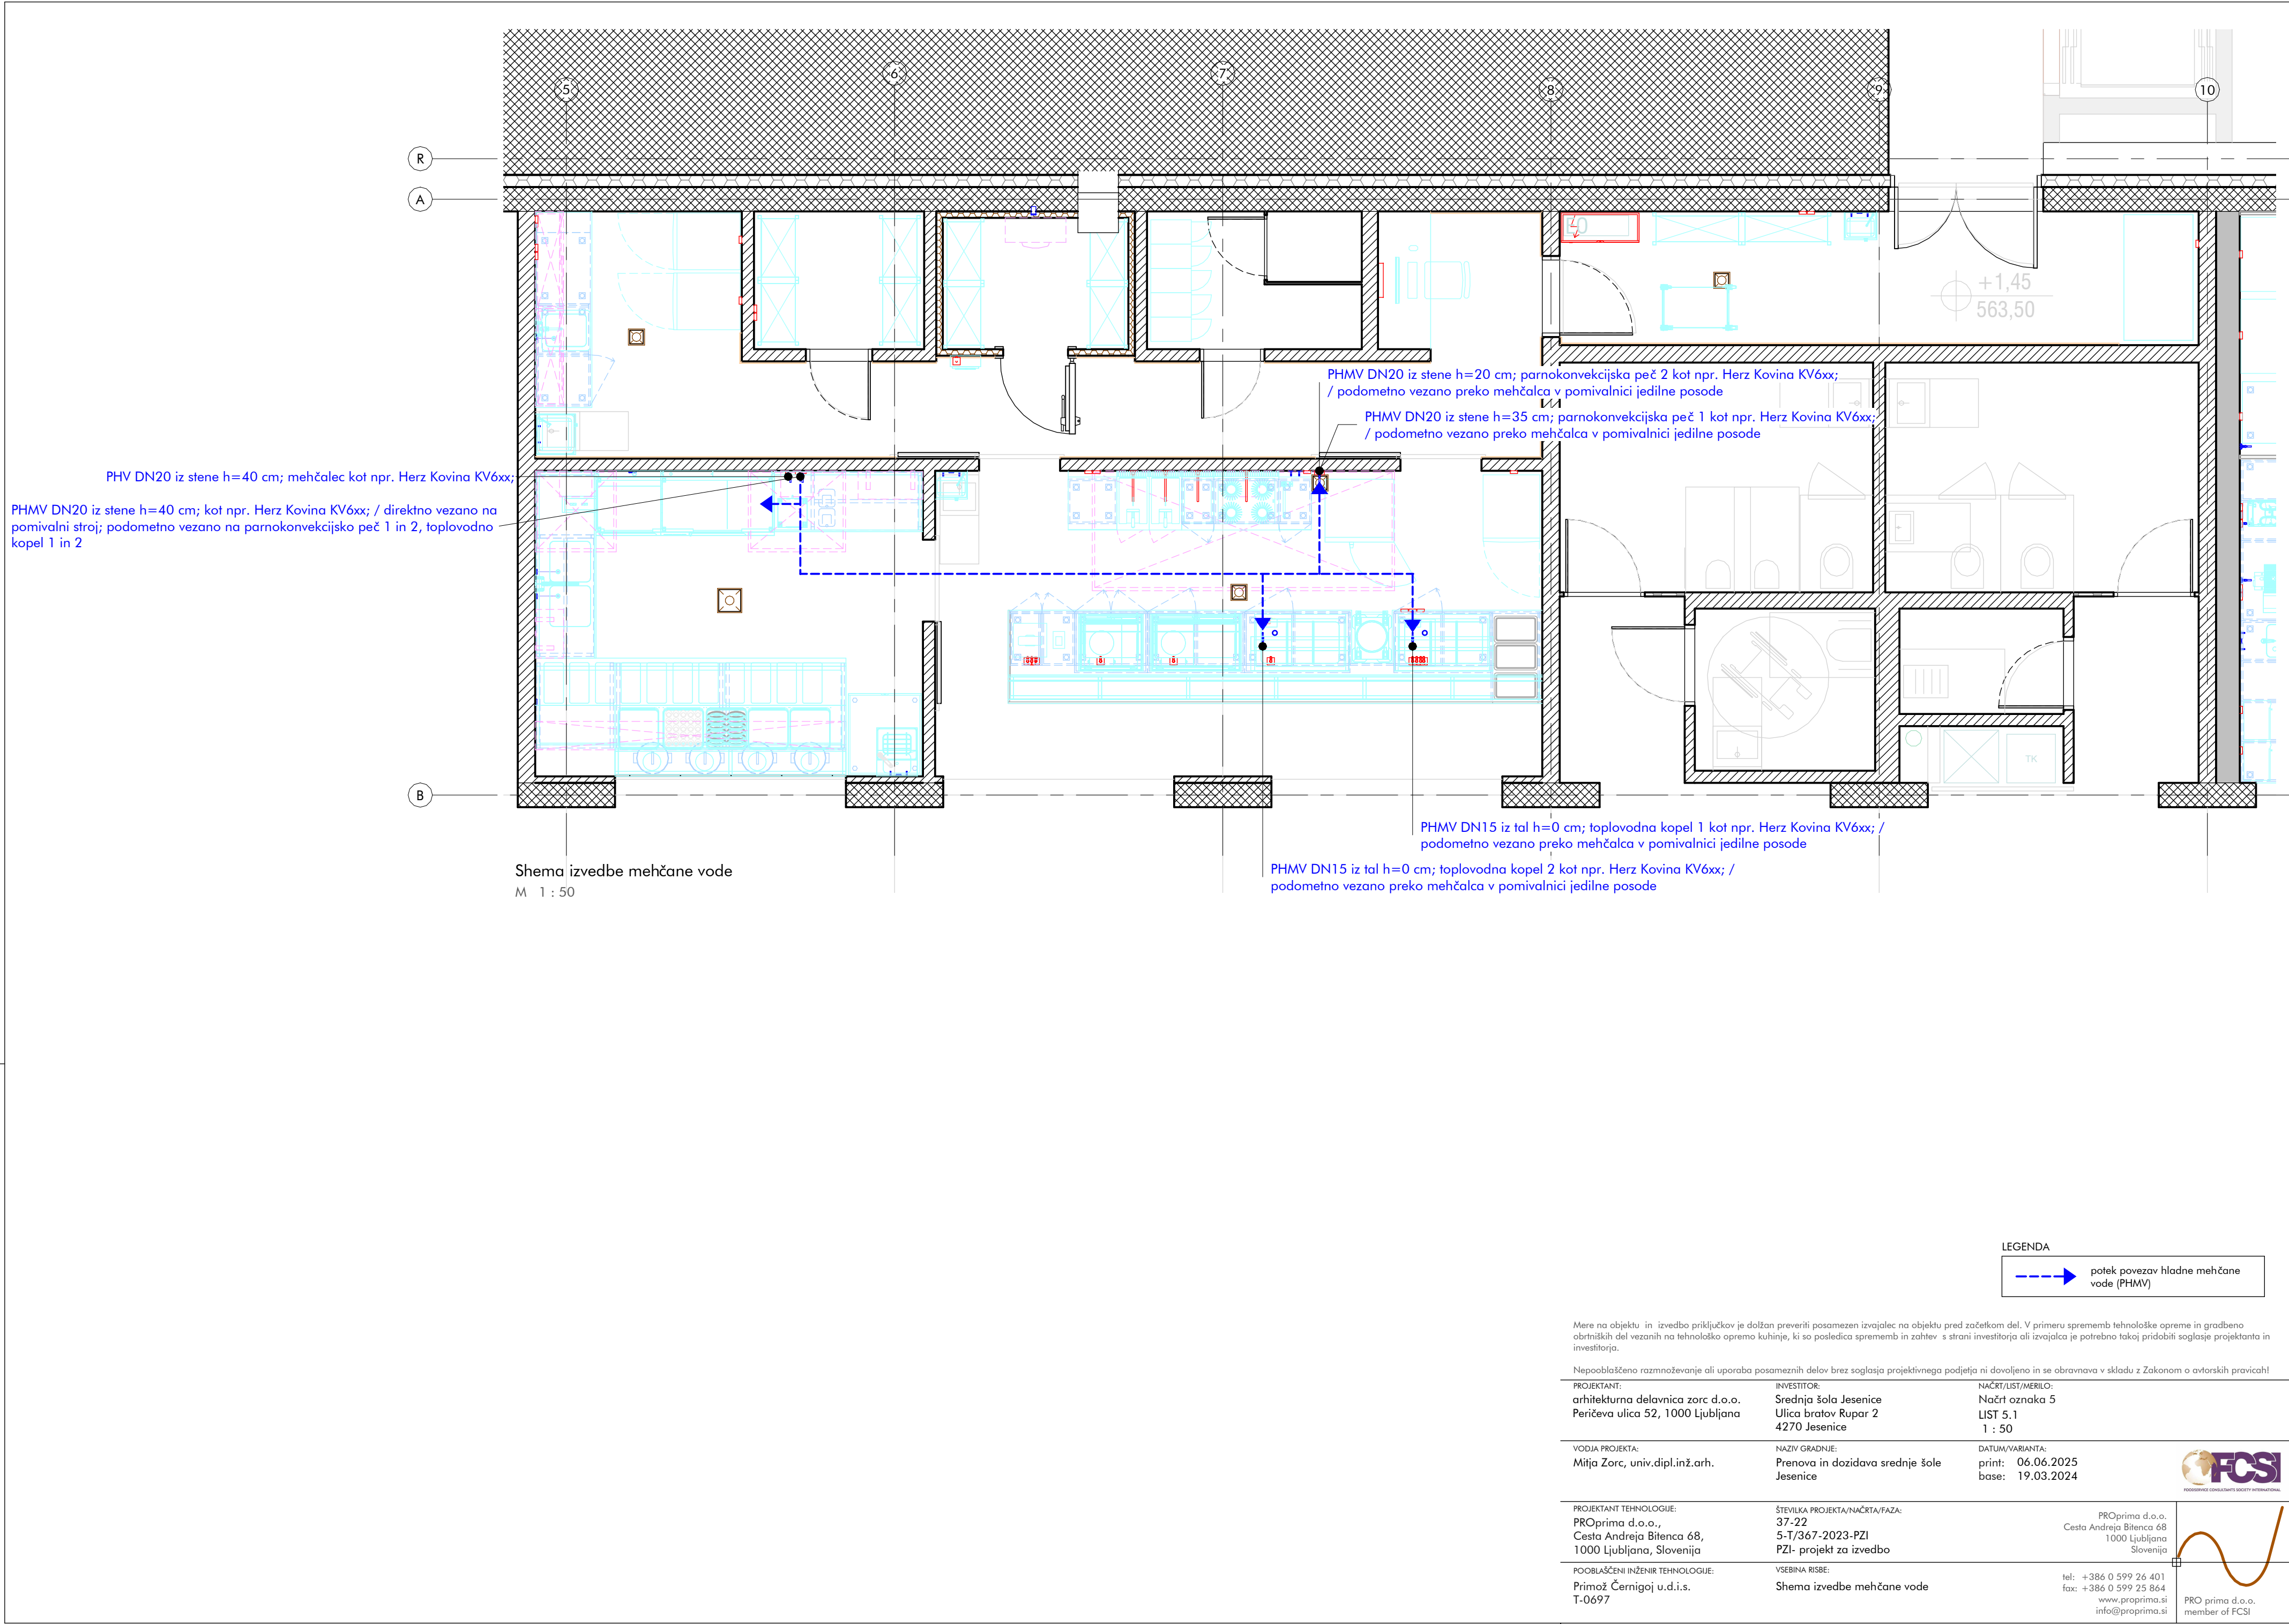 5
6
7
8
9
10
R
A
+1,45
563,50
PHMV DN20 iz stene h=20 cm; parnokonvekcijska peč 2 kot npr. Herz Kovina KV6xx;
/ podometno vezano preko mehčalca v pomivalnici jedilne posode
PHMV DN20 iz stene h=35 cm; parnokonvekcijska peč 1 kot npr. Herz Kovina KV6xx;
/ podometno vezano preko mehčalca v pomivalnici jedilne posode
PHV DN20 iz stene h=40 cm; mehčalec kot npr. Herz Kovina KV6xx;
PHMV DN20 iz stene h=40 cm; kot npr. Herz Kovina KV6xx; / direktno vezano na
pomivalni stroj; podometno vezano na parnokonvekcijsko peč 1 in 2, toplovodno
kopel 1 in 2
TK
B
PHMV DN15 iz tal h=0 cm; toplovodna kopel 1 kot npr. Herz Kovina KV6xx; /
podometno vezano preko mehčalca v pomivalnici jedilne posode
PHMV DN15 iz tal h=0 cm; toplovodna kopel 2 kot npr. Herz Kovina KV6xx; /
podometno vezano preko mehčalca v pomivalnici jedilne posode
Shema izvedbe mehčane vode
M 1 : 50
LEGENDA
potek povezav hladne mehčane
vode (PHMV)
Mere na objektu in izvedbo priključkov je dolžan preveriti posamezen izvajalec na objektu pred začetkom del. V primeru sprememb tehnološke opreme in gradbeno
obrtniških del vezanih na tehnološko opremo kuhinje, ki so posledica sprememb in zahtev s strani investitorja ali izvajalca je potrebno takoj pridobiti soglasje projektanta in
investitorja.
Nepooblaščeno razmnoževanje ali uporaba posameznih delov brez soglasja projektivnega podjetja ni dovoljeno in se obravnava v skladu z Zakonom o avtorskih pravicah!
PROJEKTANT:
arhitekturna delavnica zorc d.o.o.
Peričeva ulica 52, 1000 Ljubljana
INVESTITOR:
Srednja šola Jesenice
Ulica bratov Rupar 2
4270 Jesenice
NAČRT/LIST/MERILO:
Načrt oznaka 5
LIST 5.1
1 : 50
VODJA PROJEKTA:
Mitja Zorc, univ.dipl.inž.arh.
NAZIV GRADNJE:
Prenova in dozidava srednje šole
Jesenice
DATUM/VARIANTA:
print: 06.06.2025
base: 19.03.2024
FCSI
FOODSERVICE CONSULTANTS SOCIETY INTERNATIONAL
PROJEKTANT TEHNOLOGIJE:
PROprima d.o.o.,
Cesta Andreja Bitenca 68,
1000 Ljubljana, Slovenija
ŠTEVILKA PROJEKTA/NAČRTA/FAZA:
37-22
5-T/367-2023-PZI
PZI- projekt za izvedbo
PROprima d.o.o.
Cesta Andreja Bitenca 68
1000 Ljubljana
Slovenija
POOBLAŠČENI INŽENIR TEHNOLOGIJE:
Primož Černigoj u.d.i.s.
T-0697
VSEBINA RISBE:
Shema izvedbe mehčane vode
tel: +386 0 599 26 401
fax: +386 0 599 25 864
www.proprima.si
info@proprima.si
PRO prima d.o.o.
member of FCSI